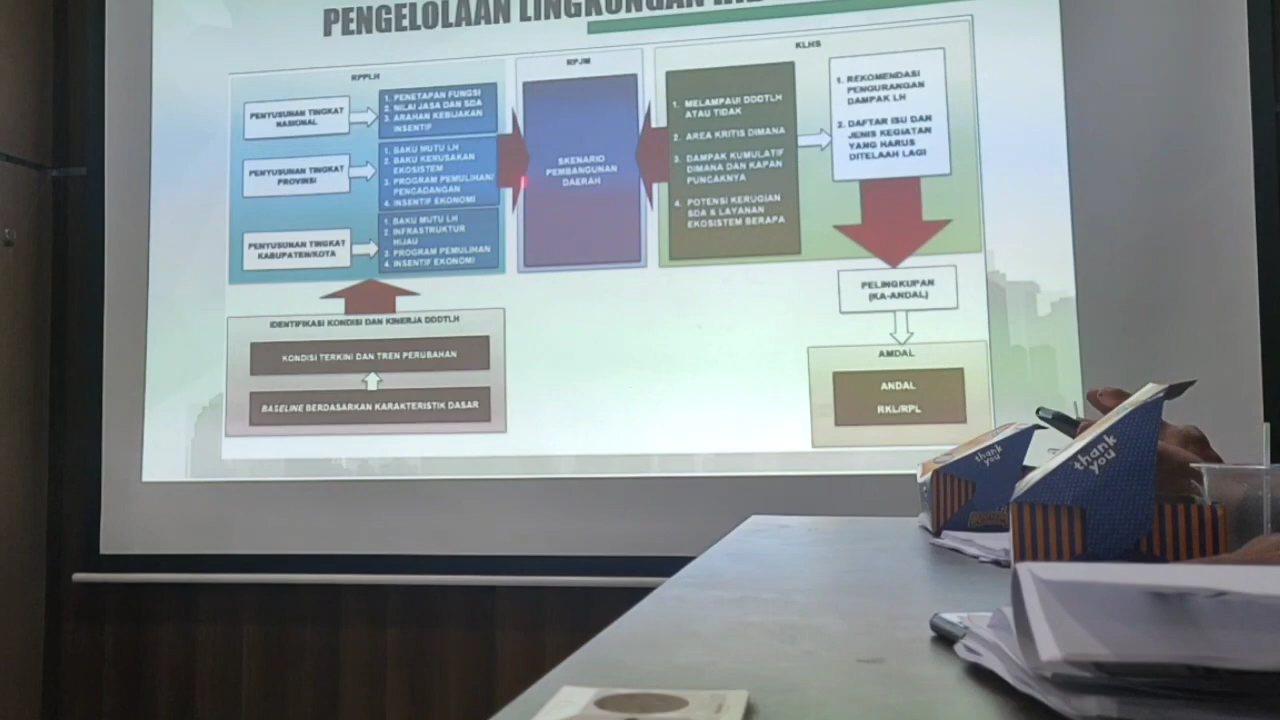 PENGELOLAAN LINGKUNGAN
RPPLH
PENYUSUNAN TINGKAT
NASIONAL
1. PENETAPAN FUNGSI
2. NILAI JASA DAN SDA
3. ARAHAN KEBIJAKAN
INSENTIF
PENYUSUNAN TINGKAT
PROVINSI
1. BAKU MUTU LH
2. BAKU KERUSAKAN
EKOSISTEM
3. PROGRAM PEMULIHAN/
PENCADANGAN
4. INSENTIF EKONOMI
PENYUSUNAN TINGKAT
KABUPATEN/KOTA
1. BAKU MUTU LH
2. INFRASTRUKTUR
HIJAU
3. PROGRAM PEMULIHAN
4. INSENTIF EKONOMI
RPJM
SKENARIO
PEMBANGUNAN
DAERAH
KLHS
1. MELAMPAUI DDDTLH
ATAU TIDAK
2. AREA KRITIS DIMANA
3. DAMPAK KUMULATIF
DIMANA DAN KAPAN
PUNCAKNYA
4. POTENSI KERUGIAN
SDA & LAYANAN
EKOSISTEM BERAPA
1. REKOMENDASI
PENGURANGAN
DAMPAK LH
2. DAFTAR ISU DAN
JENIS KEGIATAN
YANG HARUS
DITELAAH LAGI
PELINGKUPAN
(KA-ANDAL)
AMDAL
ANDAL
RKL/RPL
IDENTIFIKASI KONDISI DAN KINERJA DDDTLH
KONDISI TERKINI DAN TREN PERUBAHAN
BASELINE BERDASARKAN KARAKTERISTIK DASAR
thank
you
thank
you